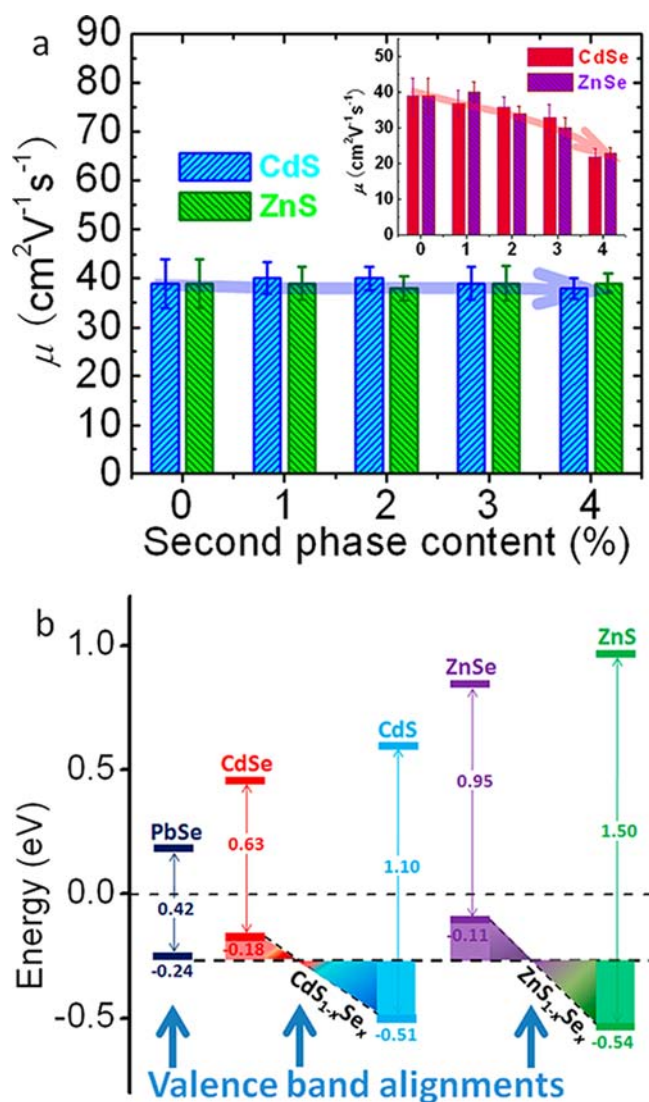 a
90
80
70
60
50
40
30
20
10
0
μ (cm²V⁻¹s⁻¹)
CdS
ZnS
50
40
30
20
10
0
μ (cm²V⁻¹s⁻¹)
CdSe
ZnSe
0 1 2 3 4
0 1 2 3 4
Second phase content (%)
b
1.0
0.5
0.0
-0.5
Energy (eV)
PbSe
0.42
-0.24
CdSe
0.63
-0.18
CdS₁₋ₓSeₓ
CdS
1.10
-0.51
ZnSe
0.95
-0.11
ZnS₁₋ₓSeₓ
ZnS
1.50
-0.54
Valence band alignments